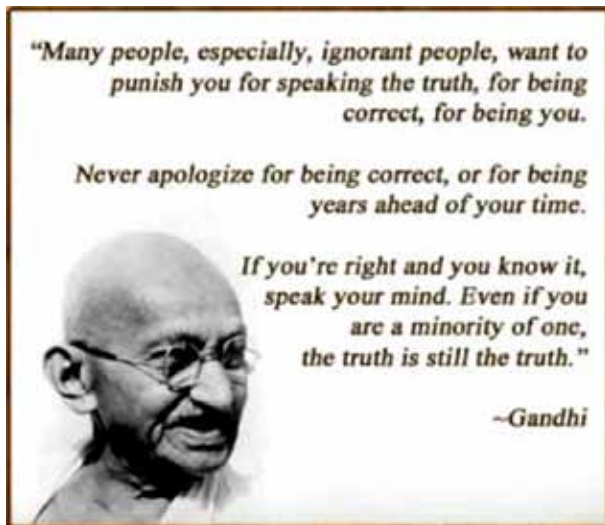 “Many people, especially, ignorant people, want to
punish you for speaking the truth, for being
correct, for being you.
Never apologize for being correct, or for being
years ahead of your time.
If you’re right and you know it,
speak your mind. Even if you
are a minority of one,
the truth is still the truth.”
~Gandhi